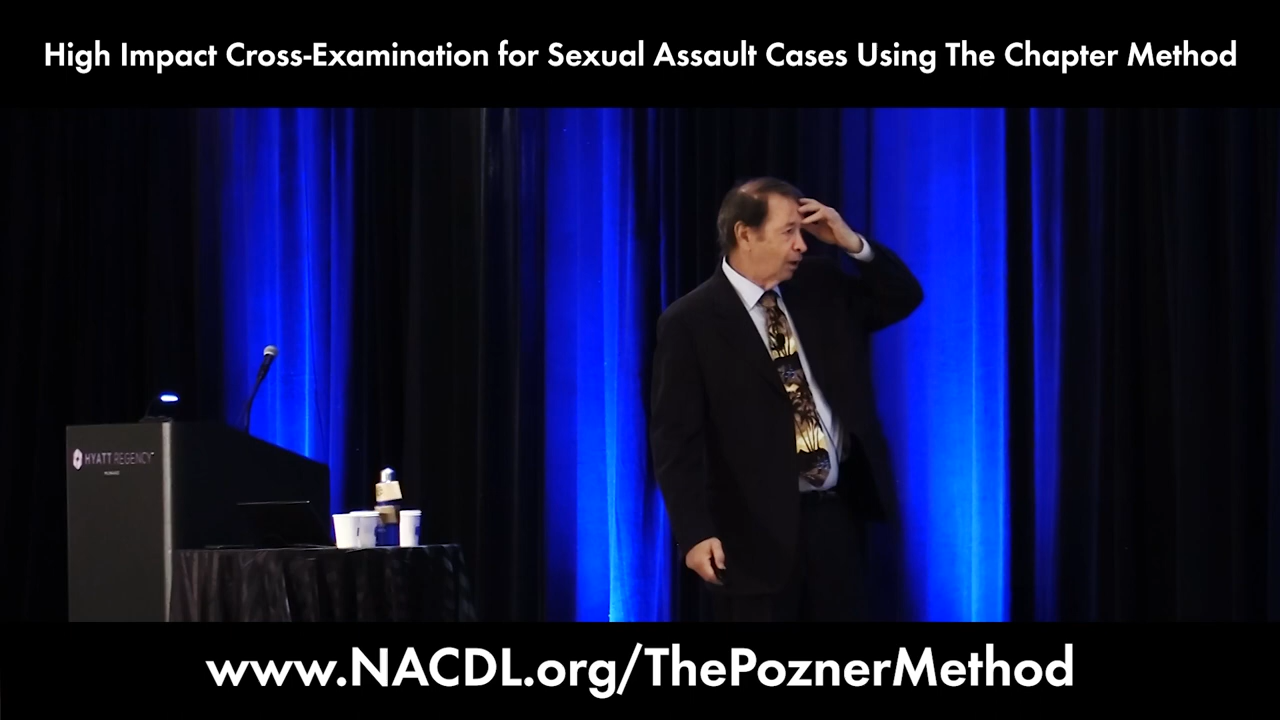 High Impact Cross-Examination for Sexual Assault Cases Using The Chapter Method
HYATT REGENCY
www.NACDL.org/ThePoznerMethod